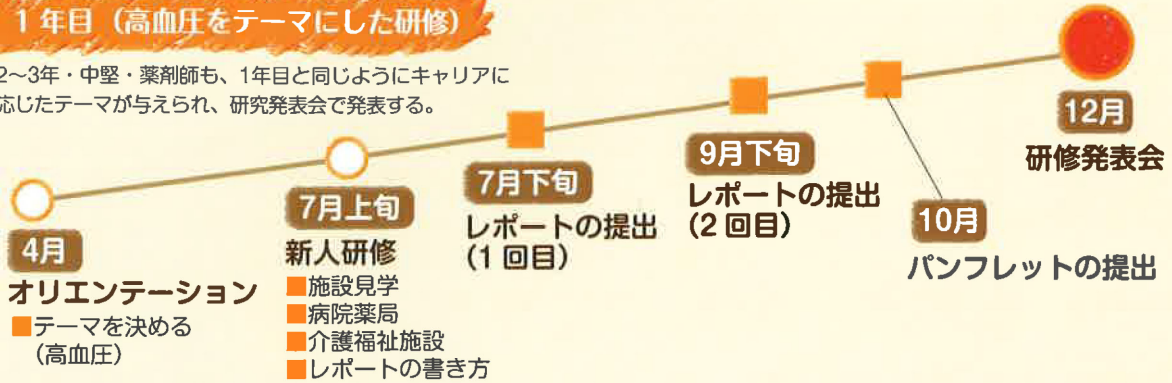 1年目（高血圧をテーマにした研修）
2～3年・中堅・薬剤師も、1年目と同じようにキャリアに
応じたテーマが与えられ、研究発表会で発表する。
4月
オリエンテーション
■テーマを決める
（高血圧）
7月上旬
新人研修
■施設見学
■病院薬局
■介護福祉施設
■レポートの書き方
7月下旬
レポートの提出
（1回目）
9月下旬
レポートの提出
（2回目）
10月
パンフレットの提出
12月
研修発表会